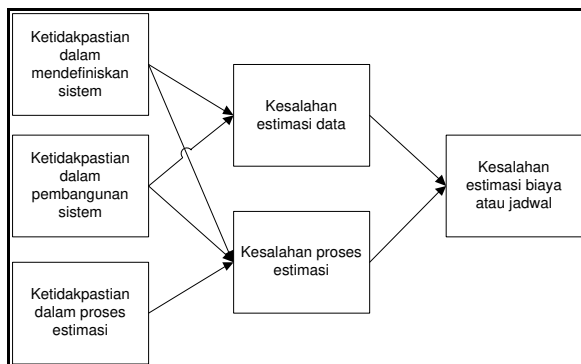 Ketidakpastian
dalam
mendefiniskan
sistem
Kesalahan
estimasi data
Ketidakpastian
dalam
pembangunan
sistem
Kesalahan
estimasi biaya
atau jadwal
Kesalahan proses
estimasi
Ketidakpastian
dalam proses
estimasi